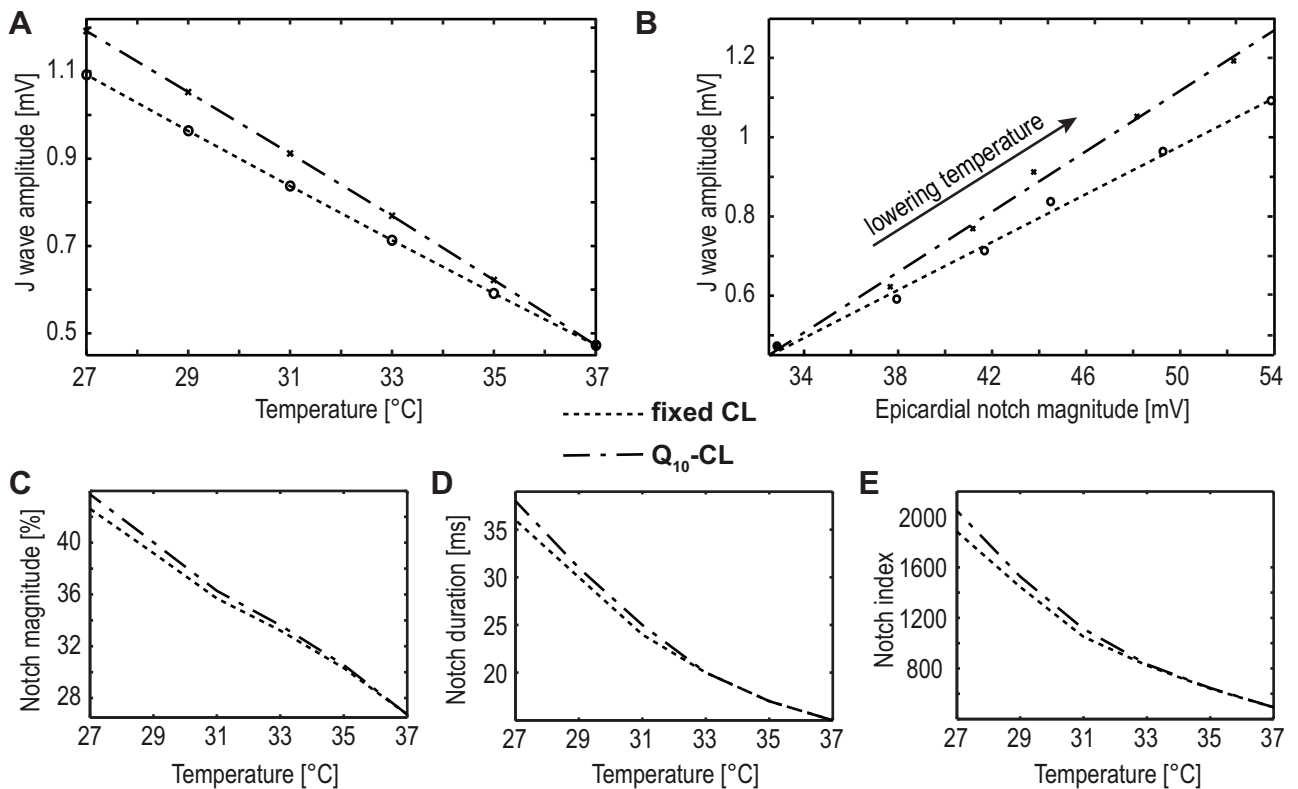 A
J wave amplitude [mV]
1.1
0.9
0.7
0.5
27 29 31 33 35 37
Temperature [°C]
B
J wave amplitude [mV]
1.2
1
0.8
0.6
lowering temperature
34 38 42 46 50 54
Epicardial notch magnitude [mV]
fixed CL
Q10-CL
C
Notch magnitude [%]
40
36
32
28
27 29 31 33 35 37
Temperature [°C]
D
Notch duration [ms]
35
30
25
20
27 29 31 33 35 37
Temperature [°C]
E
Notch index
2000
1600
1200
800
27 29 31 33 35 37
Temperature [°C]